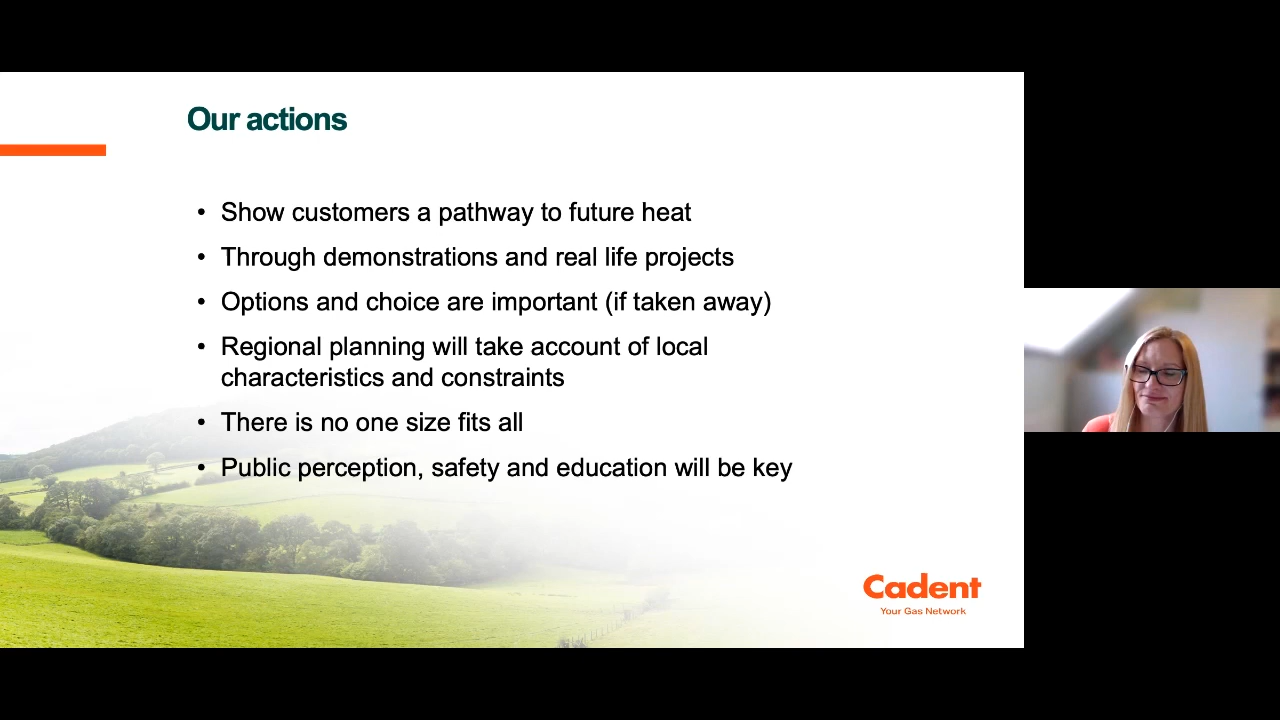 Our actions
• Show customers a pathway to future heat
• Through demonstrations and real life projects
• Options and choice are important (if taken away)
• Regional planning will take account of local
characteristics and constraints
• There is no one size fits all
• Public perception, safety and education will be key
Cadent
Your Gas Network